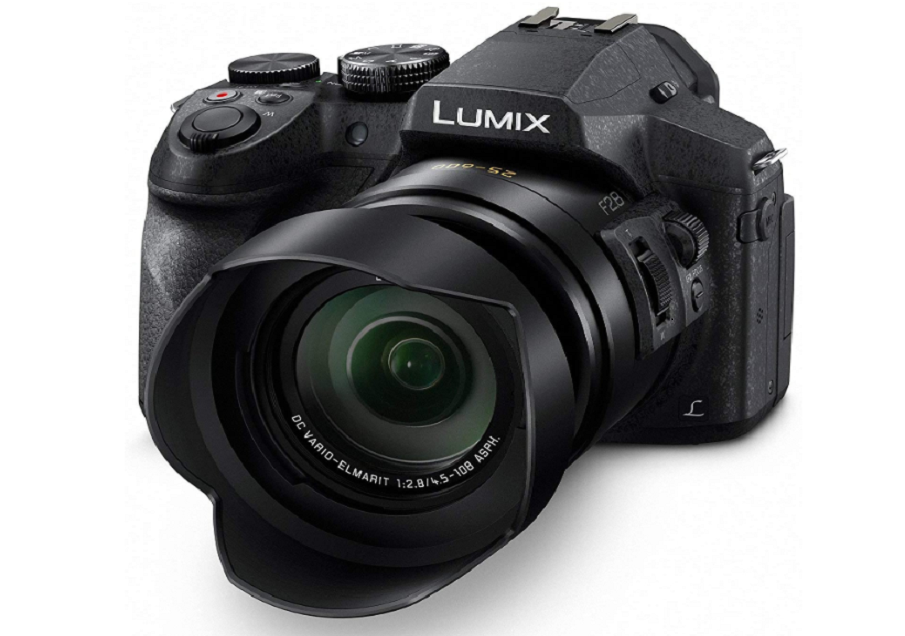 LUMIX
25-600
F2.8
DC VARIO-ELMARIT 1:2.8/4.5-108 ASPH.
L